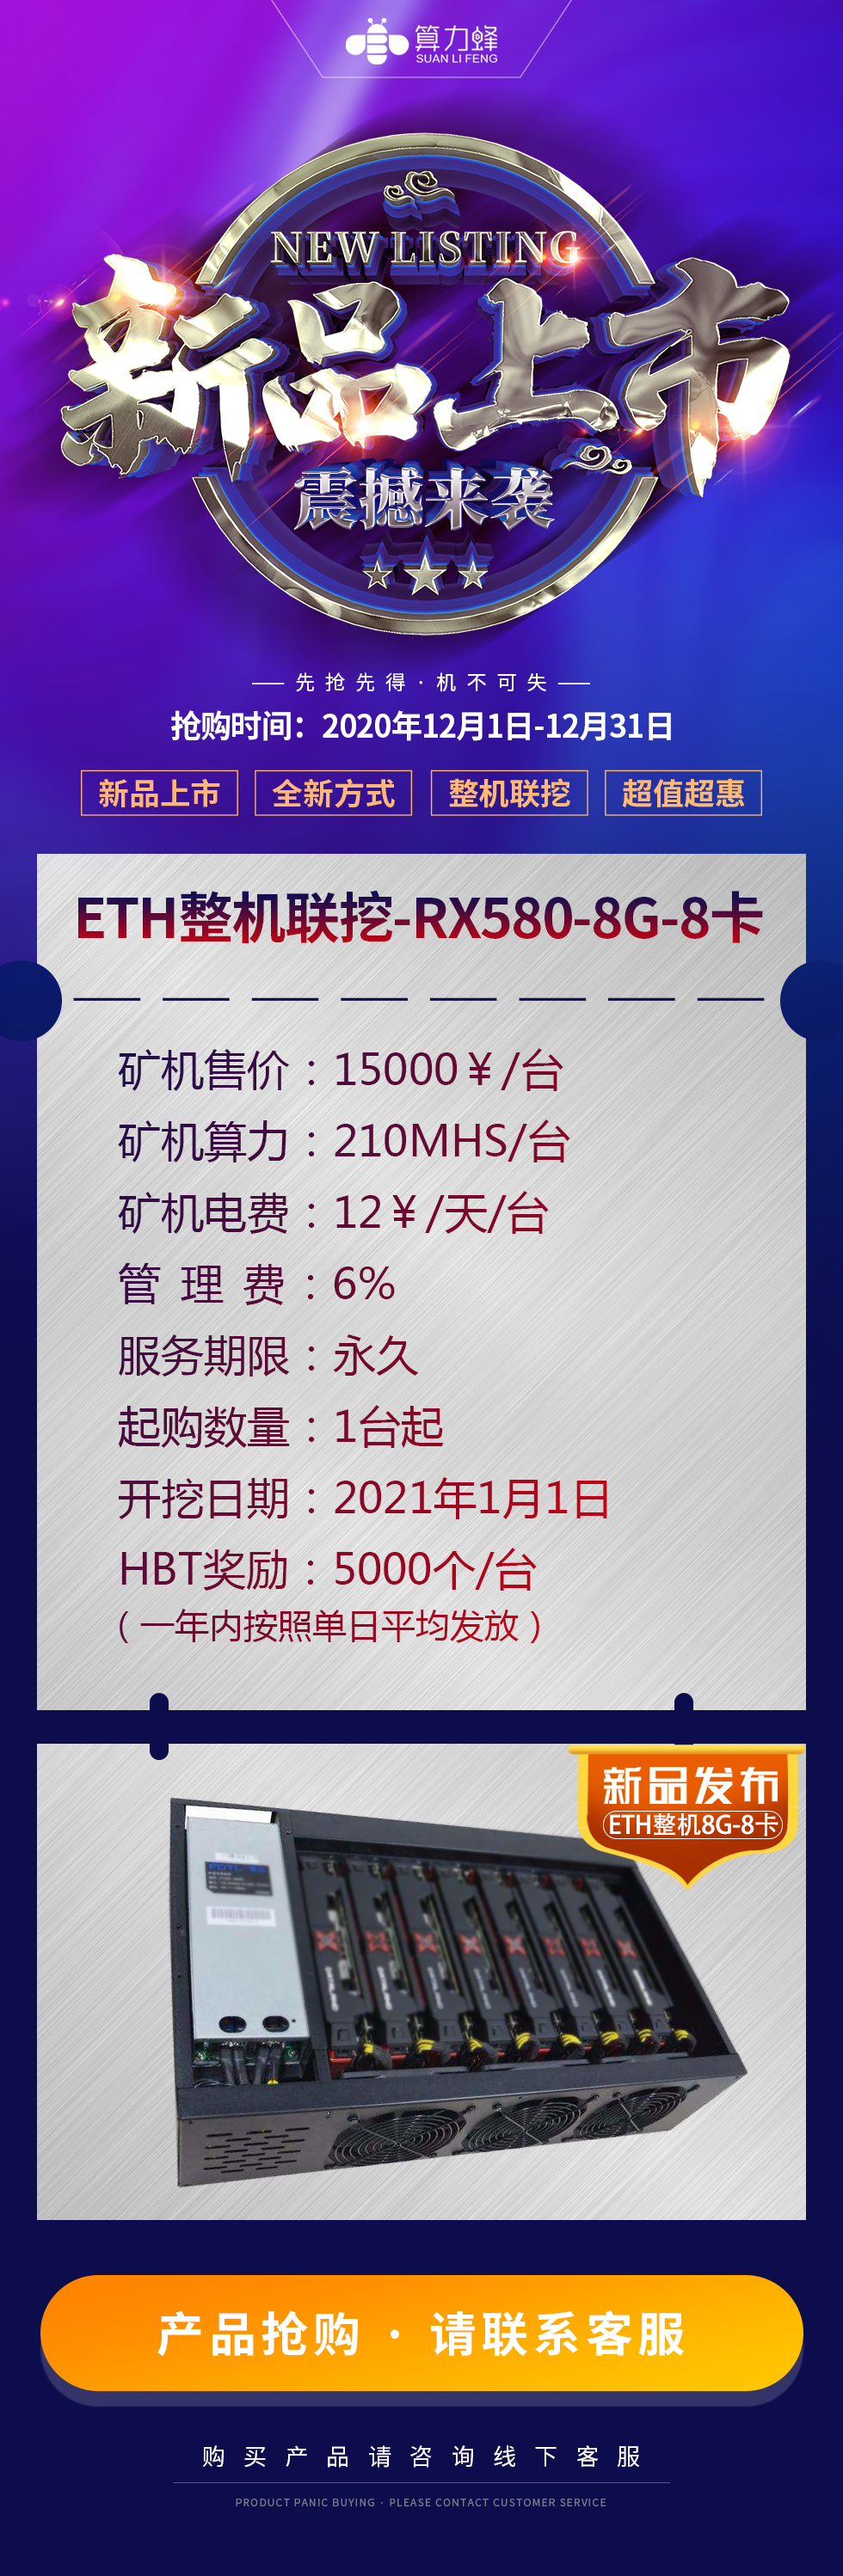 算力蜂
SUAN LI FENG
NEW LISTING
新品上市
震撼来袭
先抢先得·机不可失
抢购时间：2020年12月1日-12月31日
新品上市 全新方式 整机联挖 超值超惠
ETH整机联挖-RX580-8G-8卡
矿机售价：15000￥/台
矿机算力：210MHS/台
矿机电费：12￥/天/台
管理费：6%
服务期限：永久
起购数量：1台起
开挖日期：2021年1月1日
HBT奖励：5000个/台
（一年内按照单日平均发放）
新品发布
ETH整机8G-8卡
产品抢购 · 请联系客服
购买产品请咨询线下客服
PRODUCT PANIC BUYING · PLEASE CONTACT CUSTOMER SERVICE